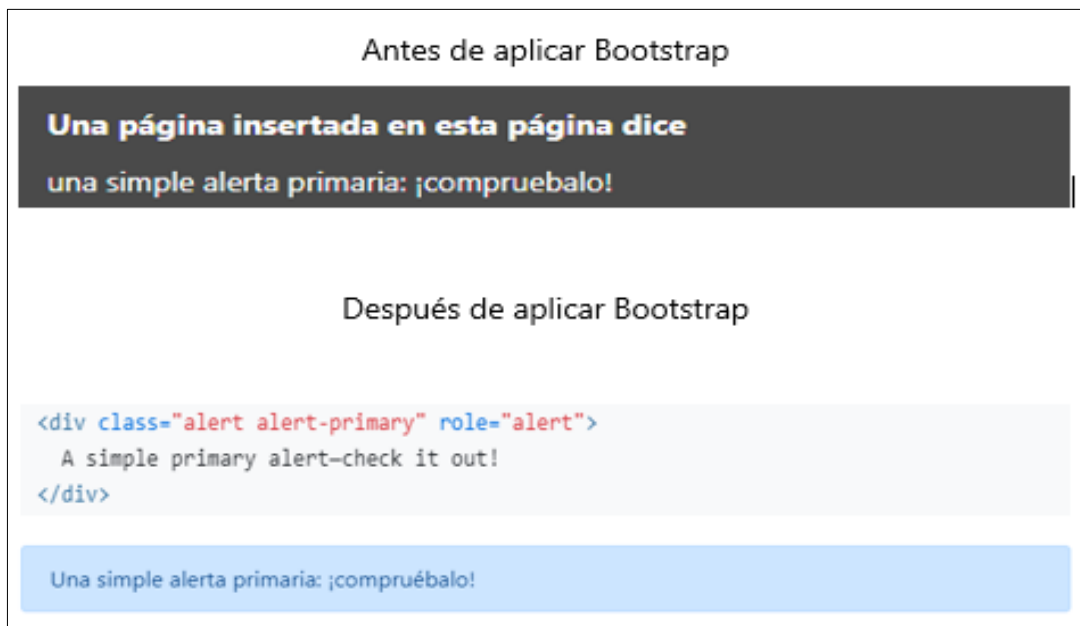 Antes de aplicar Bootstrap
Una página insertada en esta página dice
una simple alerta primaria: ¡compruebalo!
Después de aplicar Bootstrap
<div class="alert alert-primary" role="alert">
  A simple primary alert—check it out!
</div>
Una simple alerta primaria: ¡compruébalo!